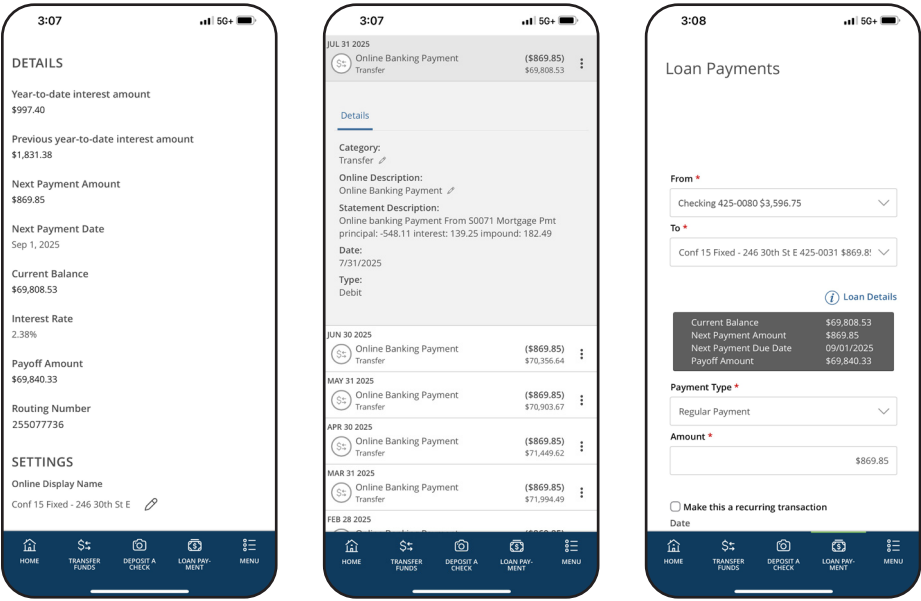 3:07
5G+
DETAILS
Year-to-date interest amount
$997.40
Previous year-to-date interest amount
$1,831.38
Next Payment Amount
$869.85
Next Payment Date
Sep 1, 2025
Current Balance
$69,808.53
Interest Rate
2.38%
Payoff Amount
$69,840.33
Routing Number
255077736
SETTINGS
Online Display Name
Conf 15 Fixed - 246 30th St E
HOME
TRANSFER
FUNDS
DEPOSIT A
CHECK
LOAN PAY-
MENT
MENU
3:07
5G+
JUL 31 2025
Online Banking Payment ($869.85)
Transfer $69,808.53
Details
Category:
Transfer
Online Description:
Online Banking Payment
Statement Description:
Online banking Payment From S0071 Mortgage Pmt
principal: -548.11 interest: 139.25 impound: 182.49
Date:
7/31/2025
Type:
Debit
JUN 30 2025
Online Banking Payment ($869.85)
Transfer $70,356.64
MAY 31 2025
Online Banking Payment ($869.85)
Transfer $70,903.67
APR 30 2025
Online Banking Payment ($869.85)
Transfer $71,449.62
MAR 31 2025
Online Banking Payment ($869.85)
Transfer $71,994.49
FEB 28 2025
HOME
TRANSFER
FUNDS
DEPOSIT A
CHECK
LOAN PAY-
MENT
MENU
3:08
5G+
Loan Payments
From *
Checking 425-0080 $3,596.75
To *
Conf 15 Fixed - 246 30th St E 425-0031 $869.8
Loan Details
Current Balance $69,808.53
Next Payment Amount $869.85
Next Payment Due Date 09/01/2025
Payoff Amount $69,840.33
Payment Type *
Regular Payment
Amount *
$869.85
Make this a recurring transaction
Date
HOME
TRANSFER
FUNDS
DEPOSIT A
CHECK
LOAN PAY-
MENT
MENU